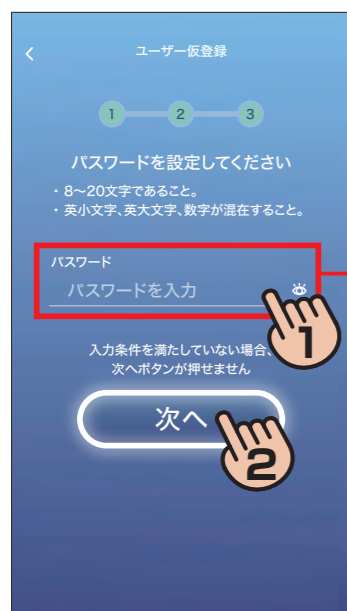 ユーザー仮登録
1 2 3
パスワードを設定してください
・8〜20文字であること。
・英小文字、英大文字、数字が混在すること。
パスワード
パスワードを入力
1
入力条件を満たしていない場合、
次へボタンが押せません
次へ
2